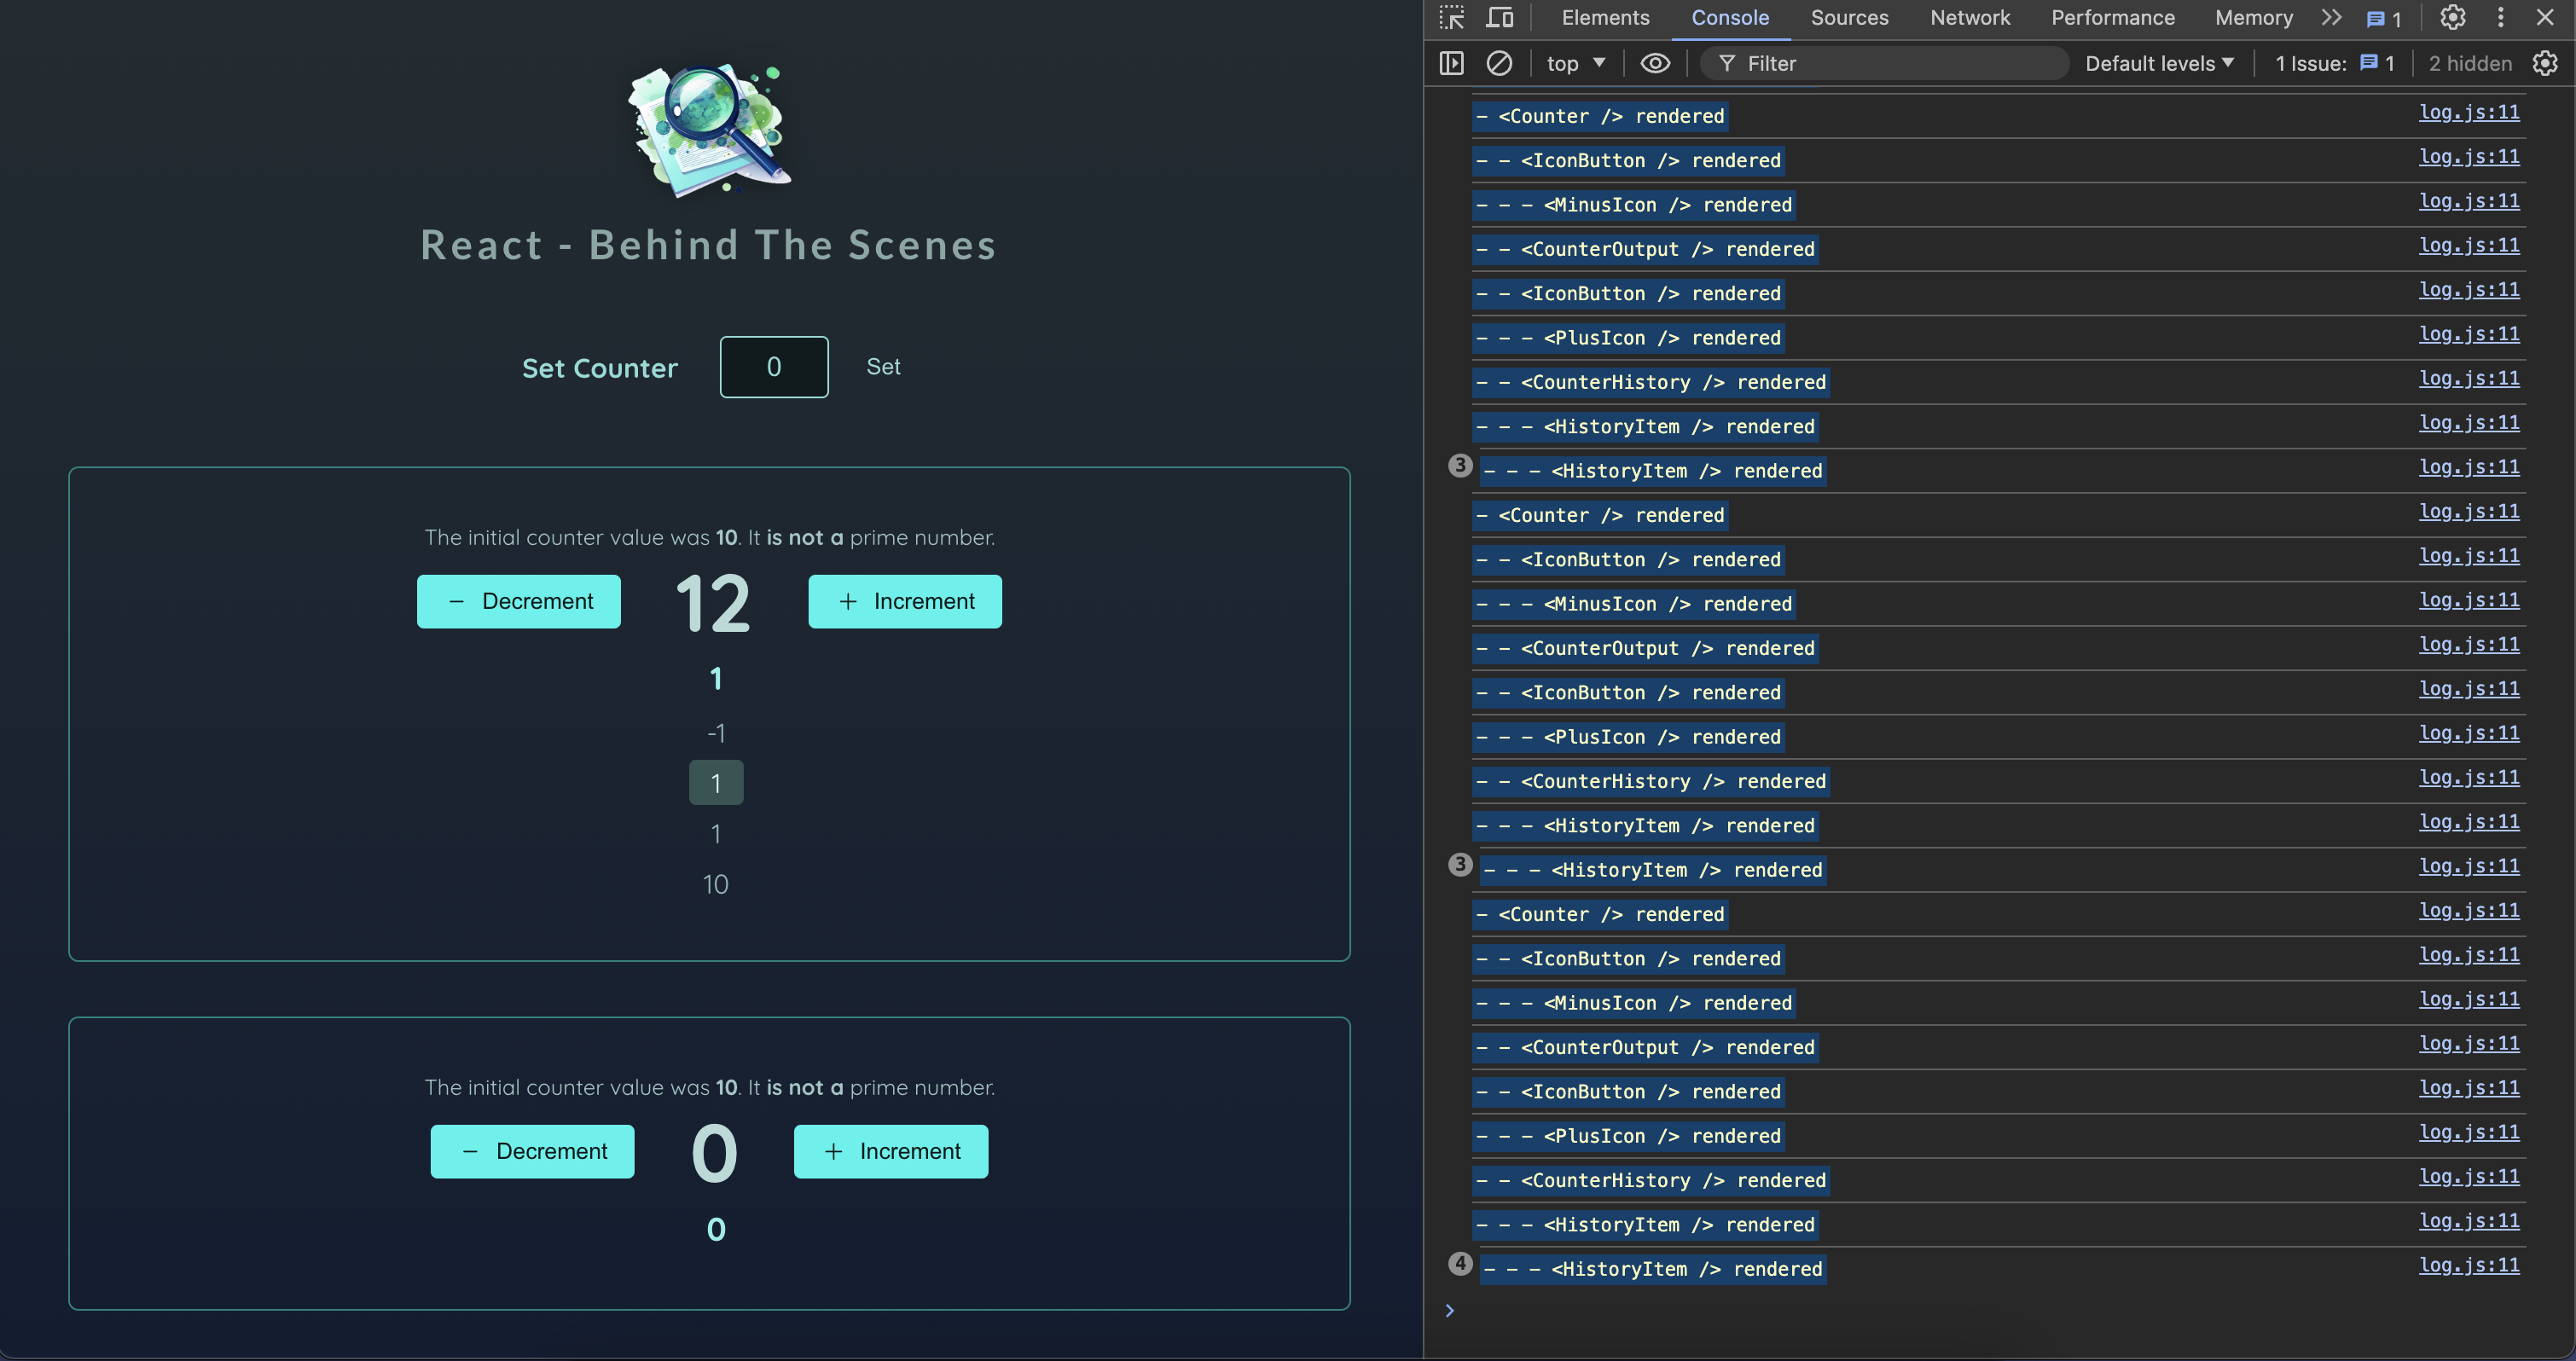 React - Behind The Scenes
Set Counter 0 Set
The initial counter value was 10. It is not a prime number.
− Decrement 12 + Increment
1
-1
1
1
10
The initial counter value was 10. It is not a prime number.
− Decrement 0 + Increment
0
Elements Console Sources Network Performance Memory 1
top Filter Default levels 1 Issue: 1 2 hidden
- <Counter /> rendered log.js:11
- - <IconButton /> rendered log.js:11
- - - <MinusIcon /> rendered log.js:11
- - <CounterOutput /> rendered log.js:11
- - <IconButton /> rendered log.js:11
- - - <PlusIcon /> rendered log.js:11
- - <CounterHistory /> rendered log.js:11
- - - <HistoryItem /> rendered log.js:11
3 - - - <HistoryItem /> rendered log.js:11
- <Counter /> rendered log.js:11
- - <IconButton /> rendered log.js:11
- - - <MinusIcon /> rendered log.js:11
- - <CounterOutput /> rendered log.js:11
- - <IconButton /> rendered log.js:11
- - - <PlusIcon /> rendered log.js:11
- - <CounterHistory /> rendered log.js:11
- - - <HistoryItem /> rendered log.js:11
3 - - - <HistoryItem /> rendered log.js:11
- <Counter /> rendered log.js:11
- - <IconButton /> rendered log.js:11
- - - <MinusIcon /> rendered log.js:11
- - <CounterOutput /> rendered log.js:11
- - <IconButton /> rendered log.js:11
- - - <PlusIcon /> rendered log.js:11
- - <CounterHistory /> rendered log.js:11
- - - <HistoryItem /> rendered log.js:11
4 - - - <HistoryItem /> rendered log.js:11